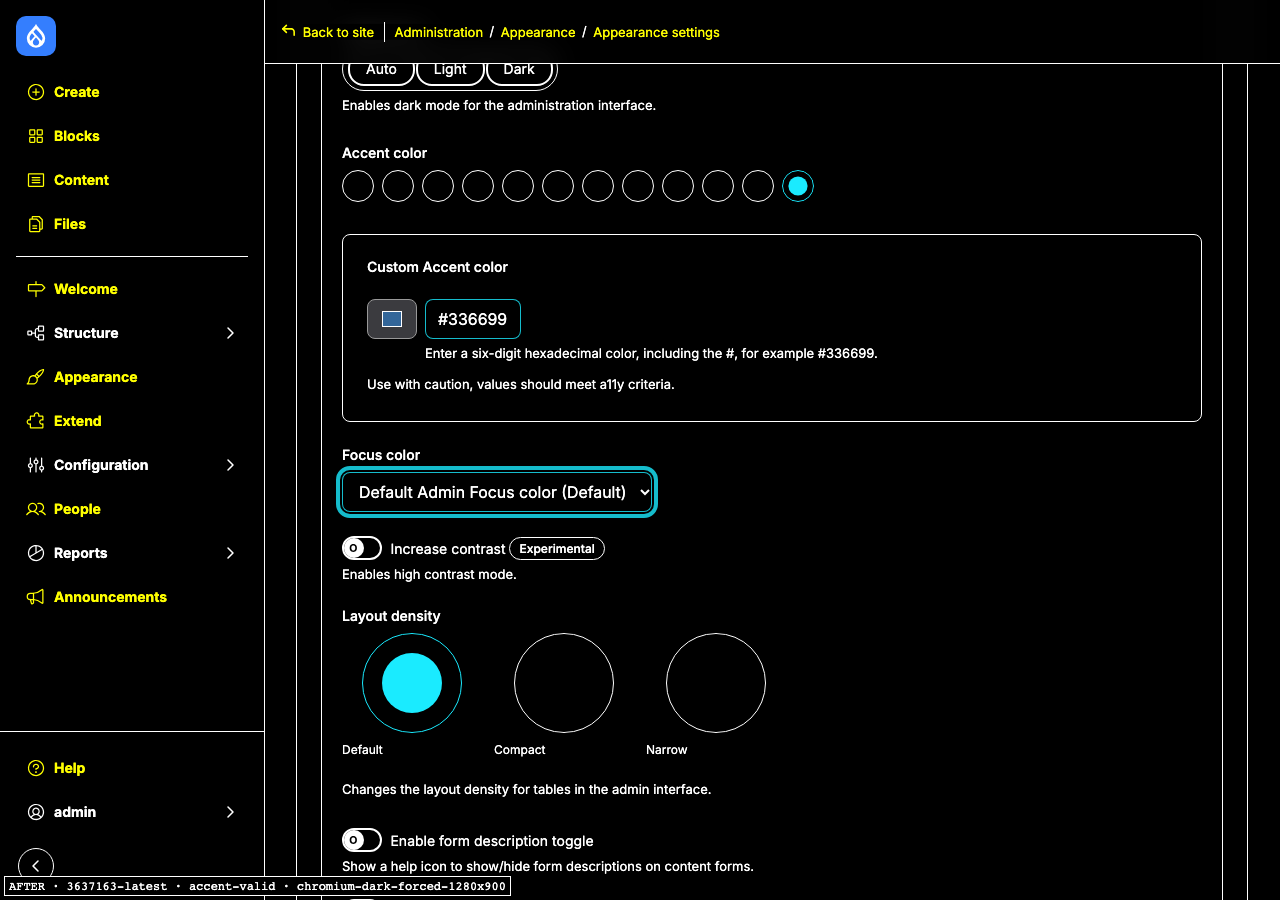 Back to site
Administration / Appearance / Appearance settings
Create
Blocks
Content
Files
Welcome
Structure
Appearance
Extend
Configuration
People
Reports
Announcements
Help
admin
Auto Light Dark
Enables dark mode for the administration interface.
Accent color
Custom Accent color
#336699
Enter a six-digit hexadecimal color, including the #, for example #336699.
Use with caution, values should meet a11y criteria.
Focus color
Default Admin Focus color (Default)
Increase contrast Experimental
Enables high contrast mode.
Layout density
Default Compact Narrow
Changes the layout density for tables in the admin interface.
Enable form description toggle
Show a help icon to show/hide form descriptions on content forms.
AFTER · 3637163-latest · accent-valid · chromium-dark-forced-1280x900